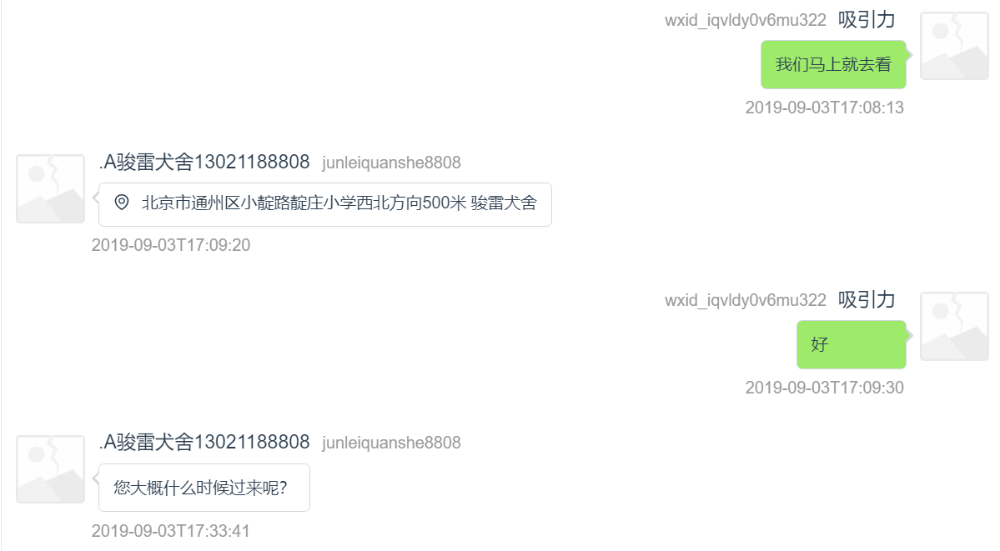 wxid_iqvldy0v6mu322 吸引力
我们马上就去看
2019-09-03T17:08:13
.A骏雷犬舍13021188808 junleiquanshe8808
北京市通州区小靛路靛庄小学西北方向500米 骏雷犬舍
2019-09-03T17:09:20
wxid_iqvldy0v6mu322 吸引力
好
2019-09-03T17:09:30
.A骏雷犬舍13021188808 junleiquanshe8808
您大概什么时候过来呢?
2019-09-03T17:33:41